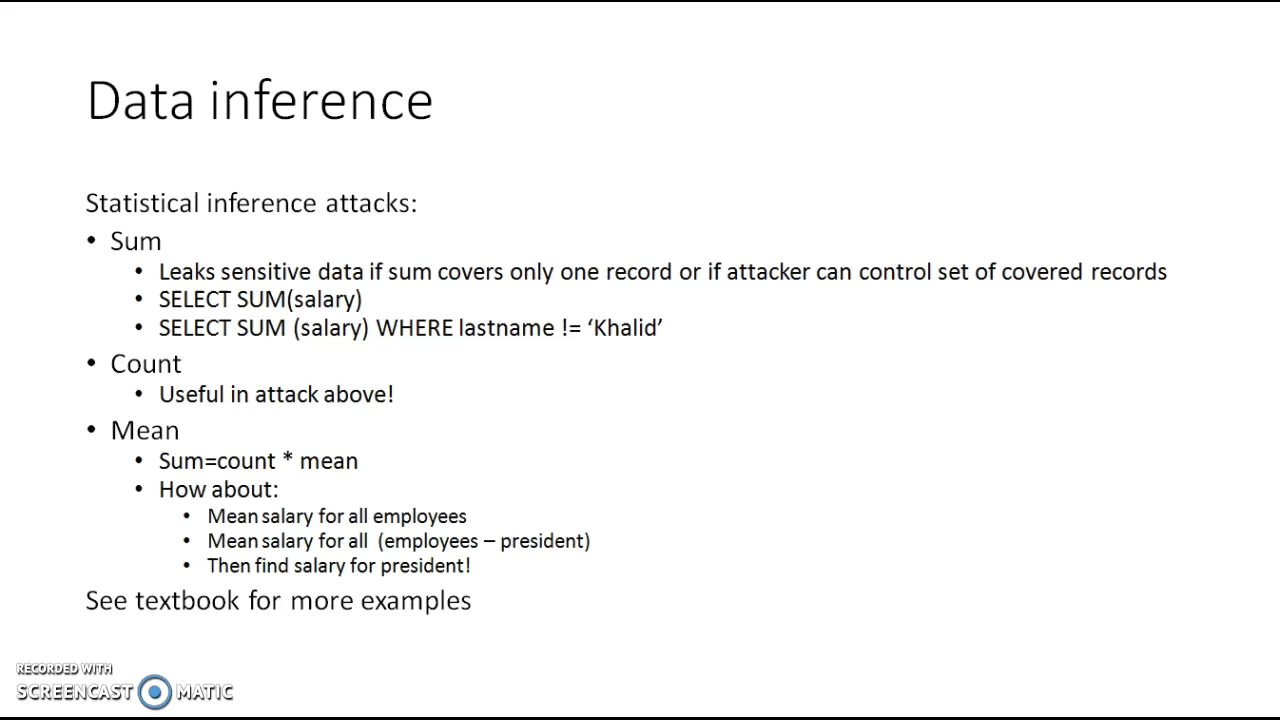 Data inference
Statistical inference attacks:
• Sum
• Leaks sensitive data if sum covers only one record or if attacker can control set of covered records
• SELECT SUM(salary)
• SELECT SUM (salary) WHERE lastname != ‘Khalid’
• Count
• Useful in attack above!
• Mean
• Sum=count * mean
• How about:
• Mean salary for all employees
• Mean salary for all (employees – president)
• Then find salary for president!
See textbook for more examples
RECORDED WITH
SCREENCAST MATIC